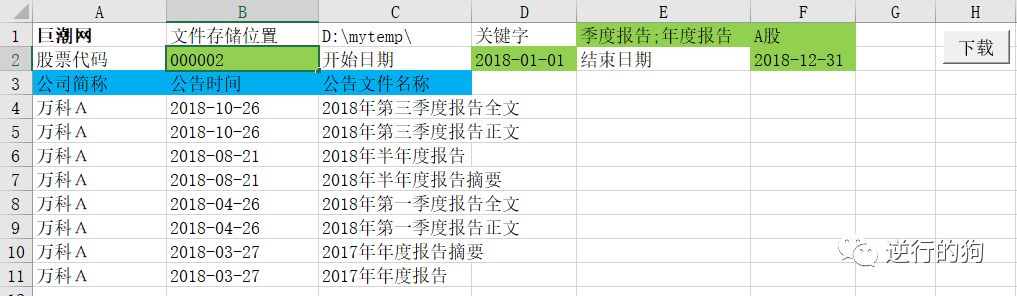 A B C D E F G H
1 巨潮网 文件存储位置 D:\mytemp\ 关键字 季度报告;年度报告 A股
2 股票代码 000002 开始日期 2018-01-01 结束日期 2018-12-31 下载
3 公司简称 公告时间 公告文件名称
4 万科Ａ 2018-10-26 2018年第三季度报告全文
5 万科Ａ 2018-10-26 2018年第三季度报告正文
6 万科Ａ 2018-08-21 2018年半年度报告
7 万科Ａ 2018-08-21 2018年半年度报告摘要
8 万科Ａ 2018-04-26 2018年第一季度报告全文
9 万科Ａ 2018-04-26 2018年第一季度报告正文
10 万科Ａ 2018-03-27 2017年年度报告摘要
11 万科Ａ 2018-03-27 2017年年度报告
逆行的狗